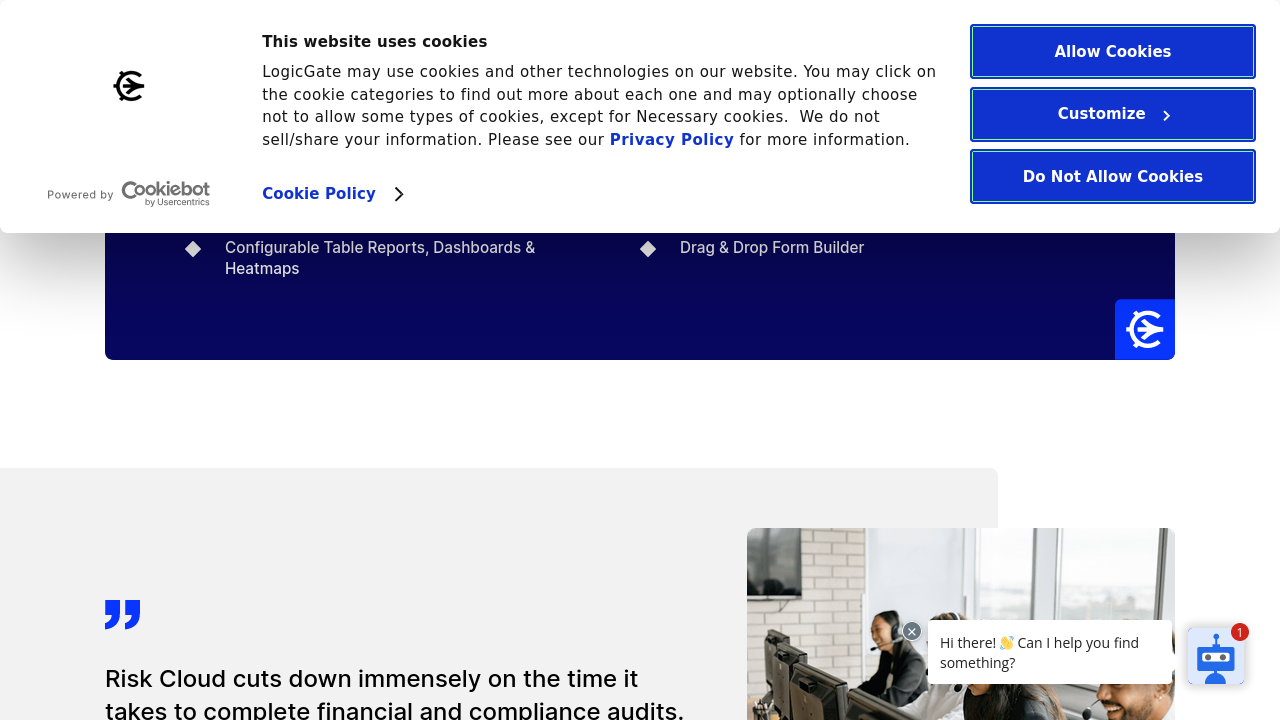 This website uses cookies
LogicGate may use cookies and other technologies on our website. You may click on
the cookie categories to find out more about each one and may optionally choose
not to allow some types of cookies, except for Necessary cookies.  We do not
sell/share your information. Please see our Privacy Policy for more information.
Cookie Policy
Powered by Cookiebot
by Usercentrics
Allow Cookies
Customize
Do Not Allow Cookies
Configurable Table Reports, Dashboards &
Heatmaps
Drag & Drop Form Builder
Risk Cloud cuts down immensely on the time it
takes to complete financial and compliance audits.
Hi there! 👋 Can I help you find
something?
1